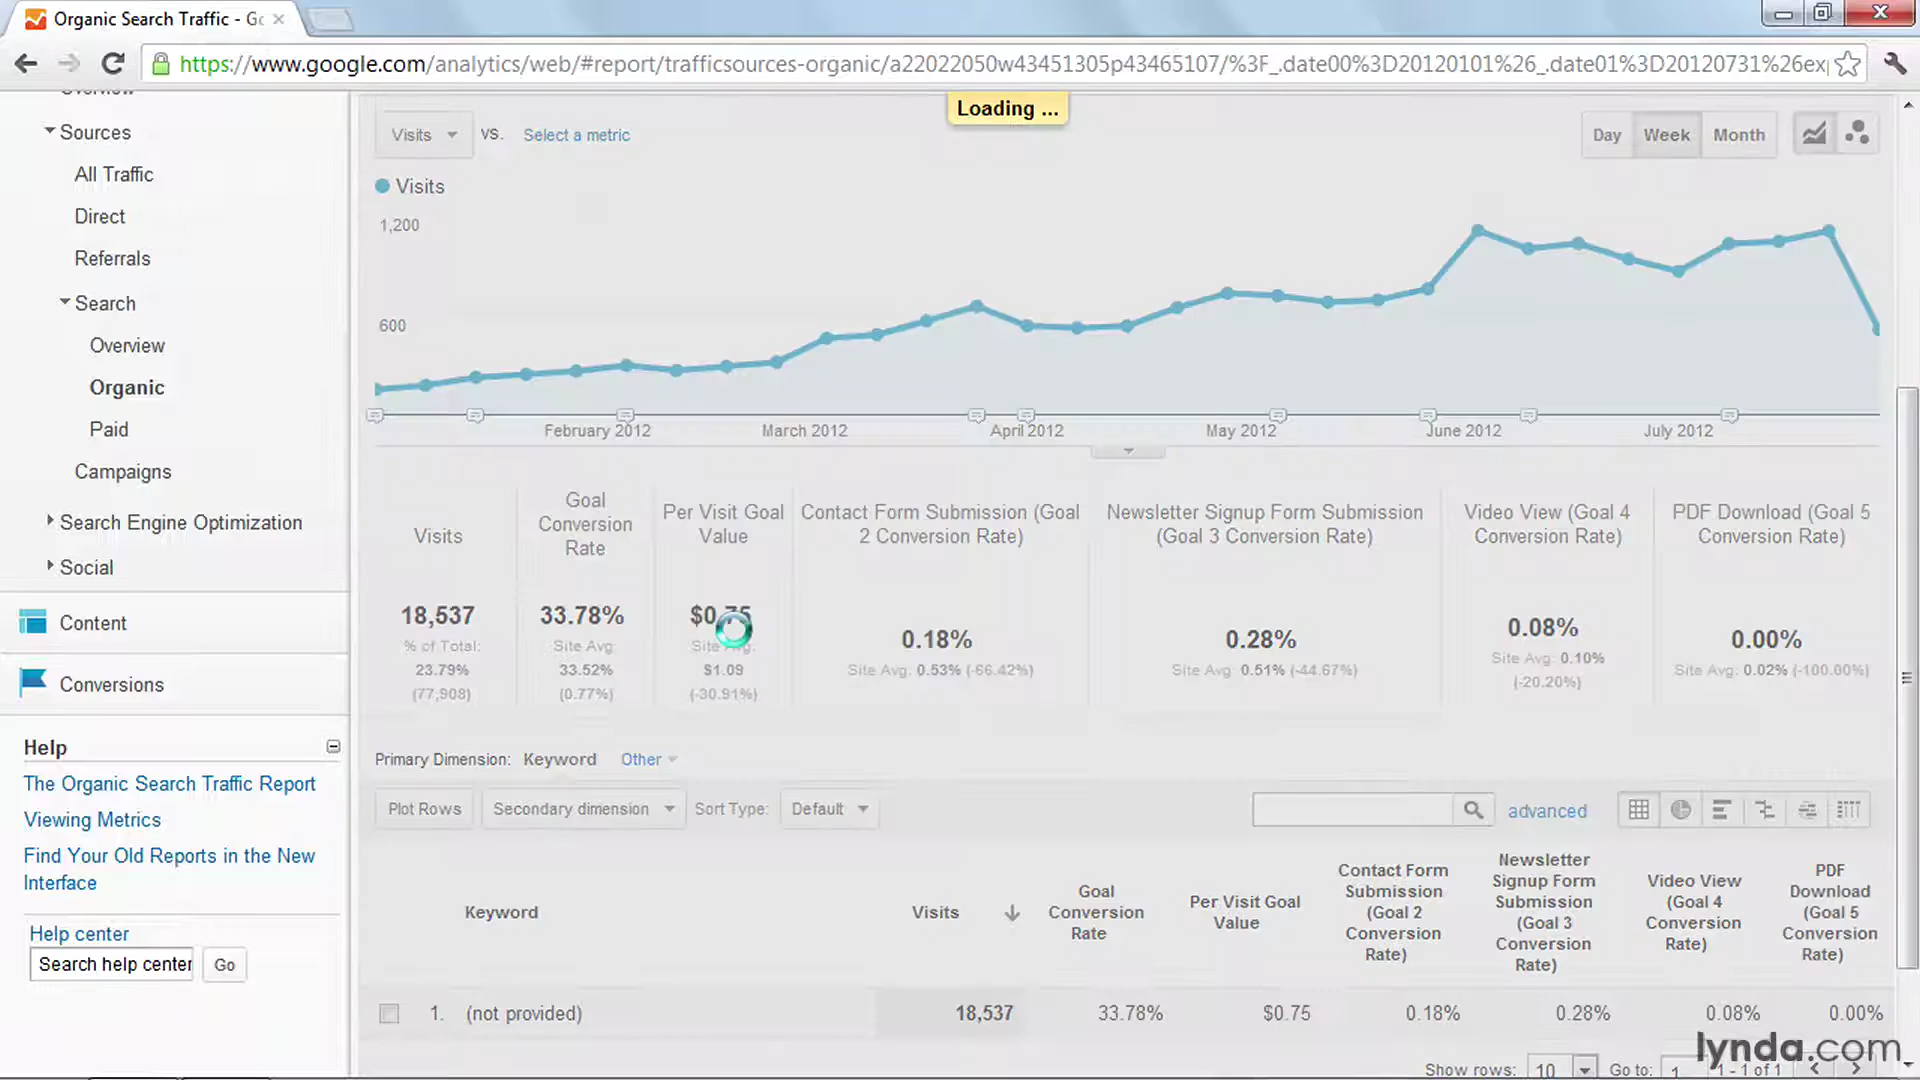 Organic Search Traffic - Go
https://www.google.com/analytics/web/#report/trafficsources-organic/a22022050w43451305p43465107/%3F_.date00%3D20120101%26_.date01%3D20120731%26exp
Loading ...
Overview
Sources
All Traffic
Direct
Referrals
Search
Overview
Organic
Paid
Campaigns
Search Engine Optimization
Social
Content
Conversions
Help
The Organic Search Traffic Report
Viewing Metrics
Find Your Old Reports in the New
Interface
Help center
Search help center Go
Visits vs. Select a metric Day Week Month
Visits
1,200
600
February 2012 March 2012 April 2012 May 2012 June 2012 July 2012
Visits
18,537
% of Total:
23.79%
(77,908)
Goal
Conversion
Rate
33.78%
Site Avg:
33.52%
(0.77%)
Per Visit Goal
Value
$0.75
Site Avg:
$1.09
(-30.91%)
Contact Form Submission (Goal
2 Conversion Rate)
0.18%
Site Avg: 0.53% (-66.42%)
Newsletter Signup Form Submission
(Goal 3 Conversion Rate)
0.28%
Site Avg: 0.51% (-44.67%)
Video View (Goal 4
Conversion Rate)
0.08%
Site Avg: 0.10%
(-20.20%)
PDF Download (Goal 5
Conversion Rate)
0.00%
Site Avg: 0.02% (-100.00%)
Primary Dimension: Keyword Other
Plot Rows Secondary dimension Sort Type: Default advanced
Keyword
Visits
Goal
Conversion
Rate
Per Visit Goal
Value
Contact Form
Submission
(Goal 2
Conversion
Rate)
Newsletter
Signup Form
Submission
(Goal 3
Conversion
Rate)
Video View
(Goal 4
Conversion
Rate)
PDF
Download
(Goal 5
Conversion
Rate)
1. (not provided) 18,537 33.78% $0.75 0.18% 0.28% 0.08% 0.00%
Show rows: 10 Go to: 1 1 - 1 of 1
lynda.com